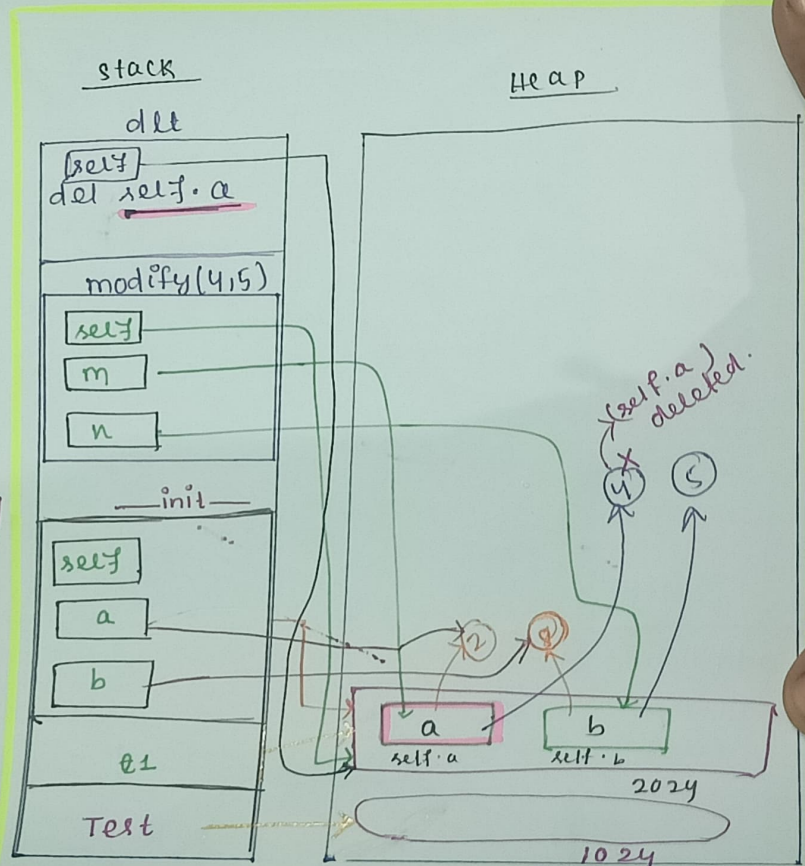 stack
Heap
dlt
self
del self.a
modify(4,5)
self
m
n
(self.a)
deleted.
4
5
__init__
self
a
b
2
a
self.a
b
self.b
2024
t1
Test
1024